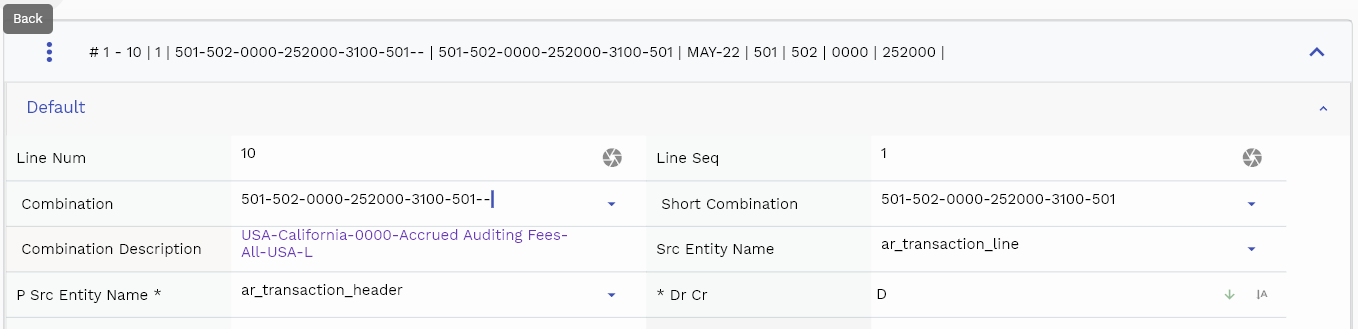 Back
# 1 - 10 | 1 | 501-502-0000-252000-3100-501-- | 501-502-0000-252000-3100-501 | MAY-22 | 501 | 502 | 0000 | 252000 |
Default
Line Num 10 Line Seq 1
Combination 501-502-0000-252000-3100-501-- Short Combination 501-502-0000-252000-3100-501
Combination Description USA-California-0000-Accrued Auditing Fees-
All-USA-L
Src Entity Name ar_transaction_line
P Src Entity Name * ar_transaction_header * Dr Cr D
|A